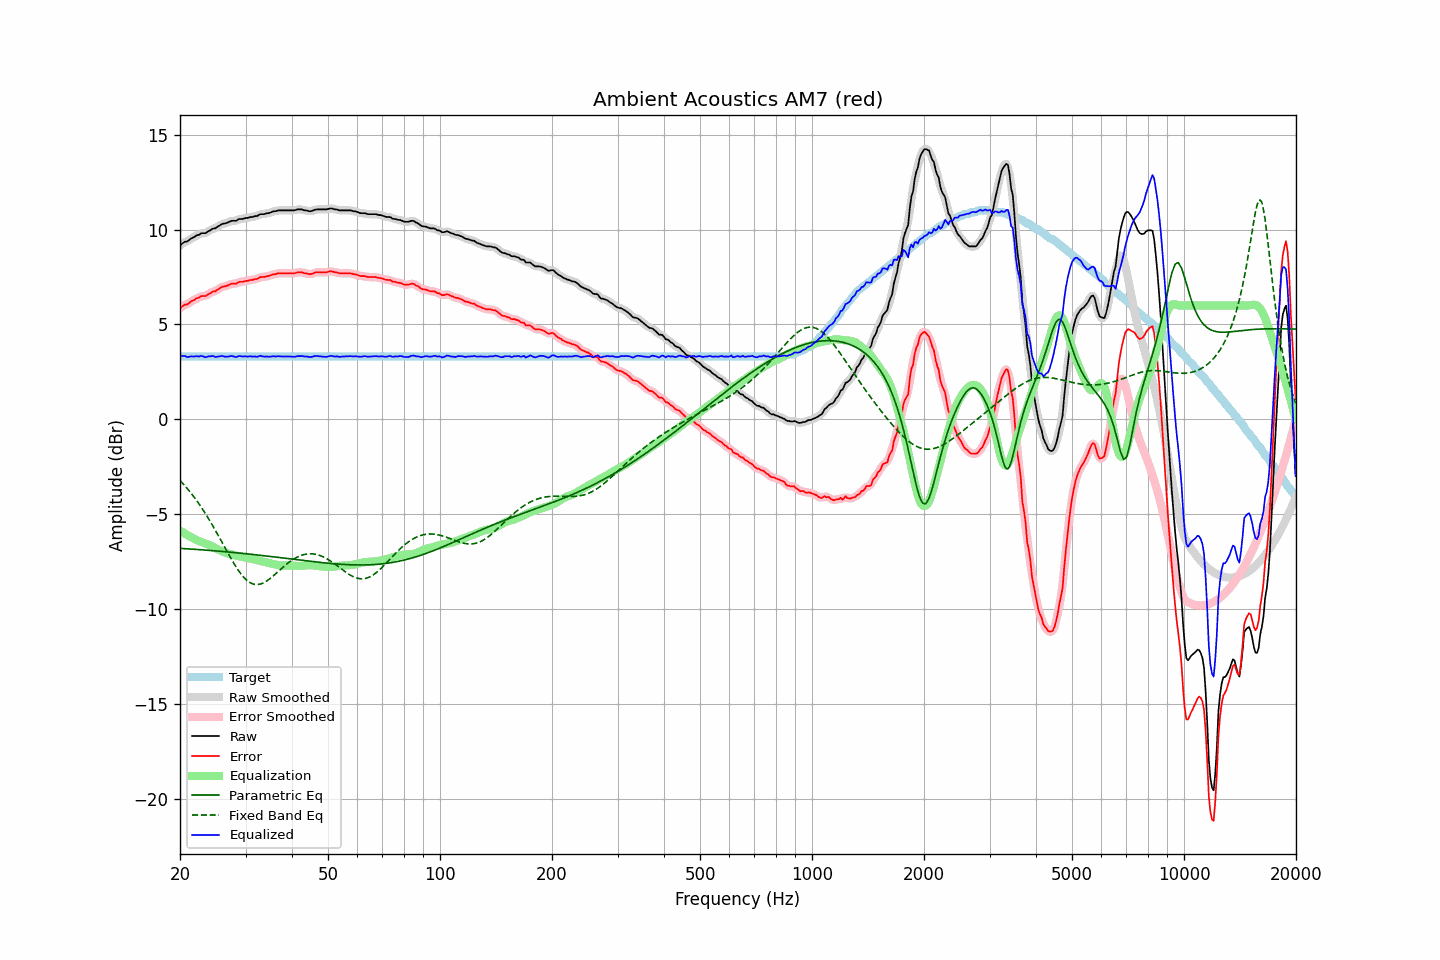 Ambient Acoustics AM7 (red)
15
10
5
0
−5
−10
−15
−20
Amplitude (dBr)
Target
Raw Smoothed
Error Smoothed
Raw
Error
Equalization
Parametric Eq
Fixed Band Eq
Equalized
20 50 100 200 500 1000 2000 5000 10000 20000
Frequency (Hz)